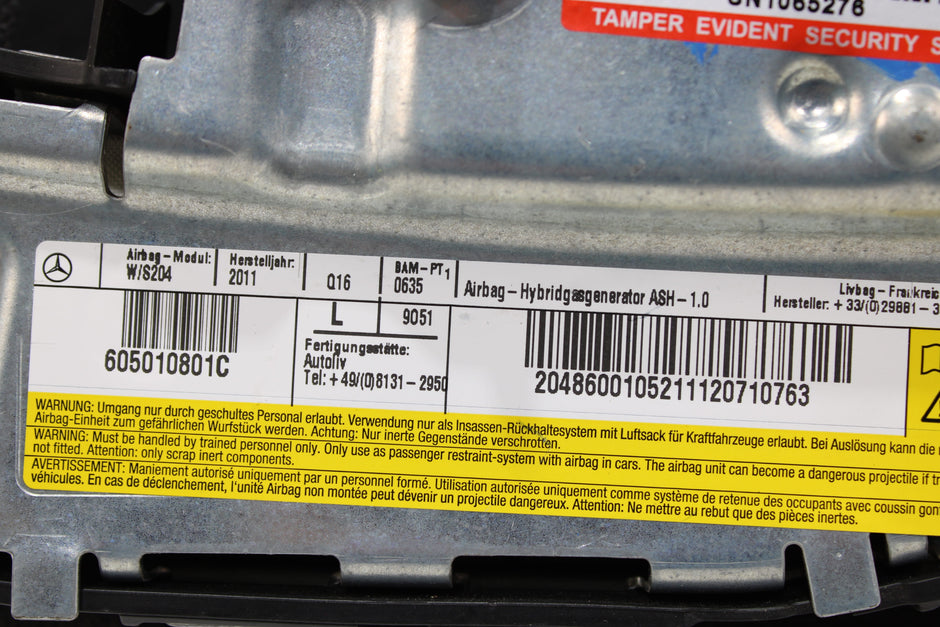 UN1065276
TAMPER EVIDENT SECURITY S
Airbag-Modul:
W/S204
Herstelljahr:
2011
Q16
BAM-PT1
0635
Airbag-Hybridgasgenerator ASH-1.0
Livbag-Frankreic
Hersteller: +33/(0)29881-3
L
9051
605010801C
Fertigungsstätte:
Autoliv
Tel: +49/(0)8131-2950
20486001052111120710763
WARNUNG: Umgang nur durch geschultes Personal erlaubt. Verwendung nur als Insassen-Rückhaltesystem mit Luftsack für Kraftfahrzeuge erlaubt. Bei Auslösung kann die
Airbag-Einheit zum gefährlichen Wurfstück werden. Achtung: Nur inerte Gegenstände verschrotten.
WARNING: Must be handled by trained personnel only. Only use as passenger restraint-system with airbag in cars. The airbag unit can become a dangerous projectile if tr
not fitted. Attention: only scrap inert components.
AVERTISSEMENT: Maniement autorisé uniquement par un personnel formé. Utilisation autorisée uniquement comme système de retenue des occupants avec coussin gon
véhicules. En cas de déclenchement, l'unité Airbag non montée peut dévenir un projectile dangereux. Attention: Ne mettre au rebut que des pièces inertes.